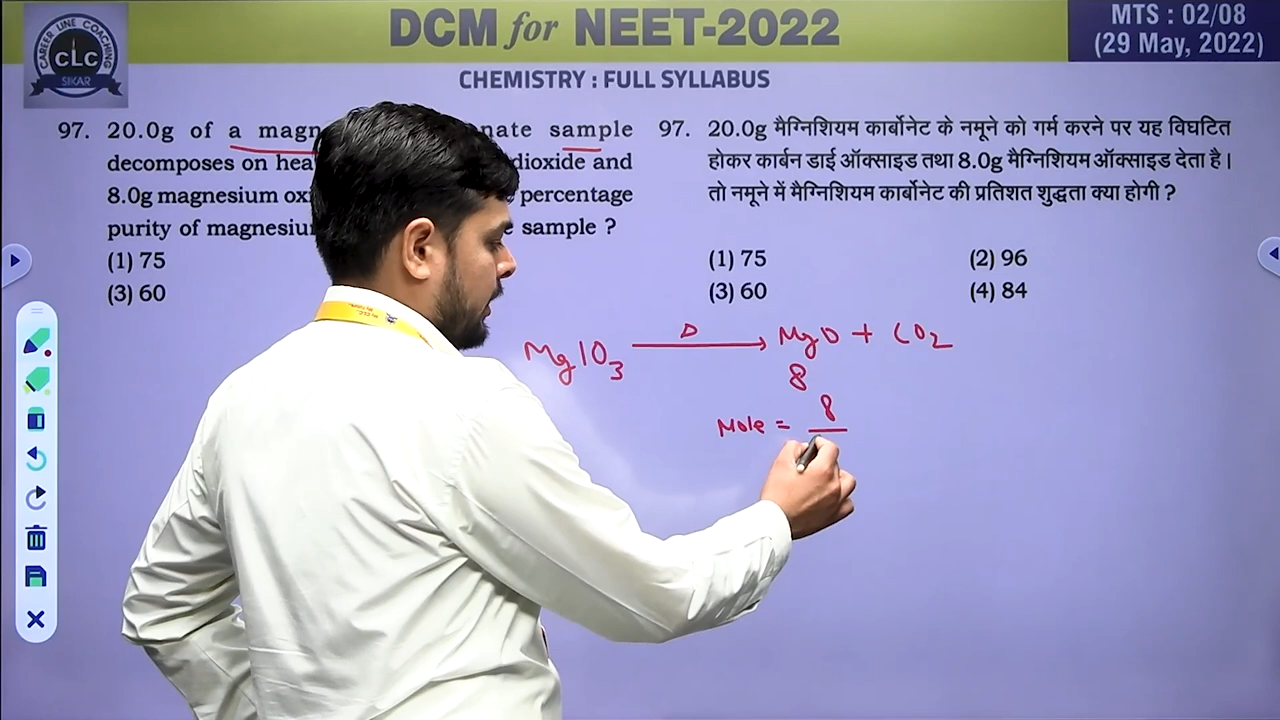 DCM for NEET-2022
MTS : 02/08
(29 May, 2022)
CAREER LINE COACHING
CLC
SIKAR
CHEMISTRY : FULL SYLLABUS
97. 20.0g of a magn nate sample
decomposes on hea dioxide and
8.0g magnesium oxi percentage
purity of magnesiu sample ?
(1) 75
(3) 60
97. 20.0g मैग्निशियम कार्बोनेट के नमूने को गर्म करने पर यह विघटित
होकर कार्बन डाई ऑक्साइड तथा 8.0g मैग्निशियम ऑक्साइड देता है।
तो नमूने में मैग्निशियम कार्बोनेट की प्रतिशत शुद्धता क्या होगी ?
(1) 75 (2) 96
(3) 60 (4) 84
MgCO3 Δ MgO + CO2
8
Mole = 8